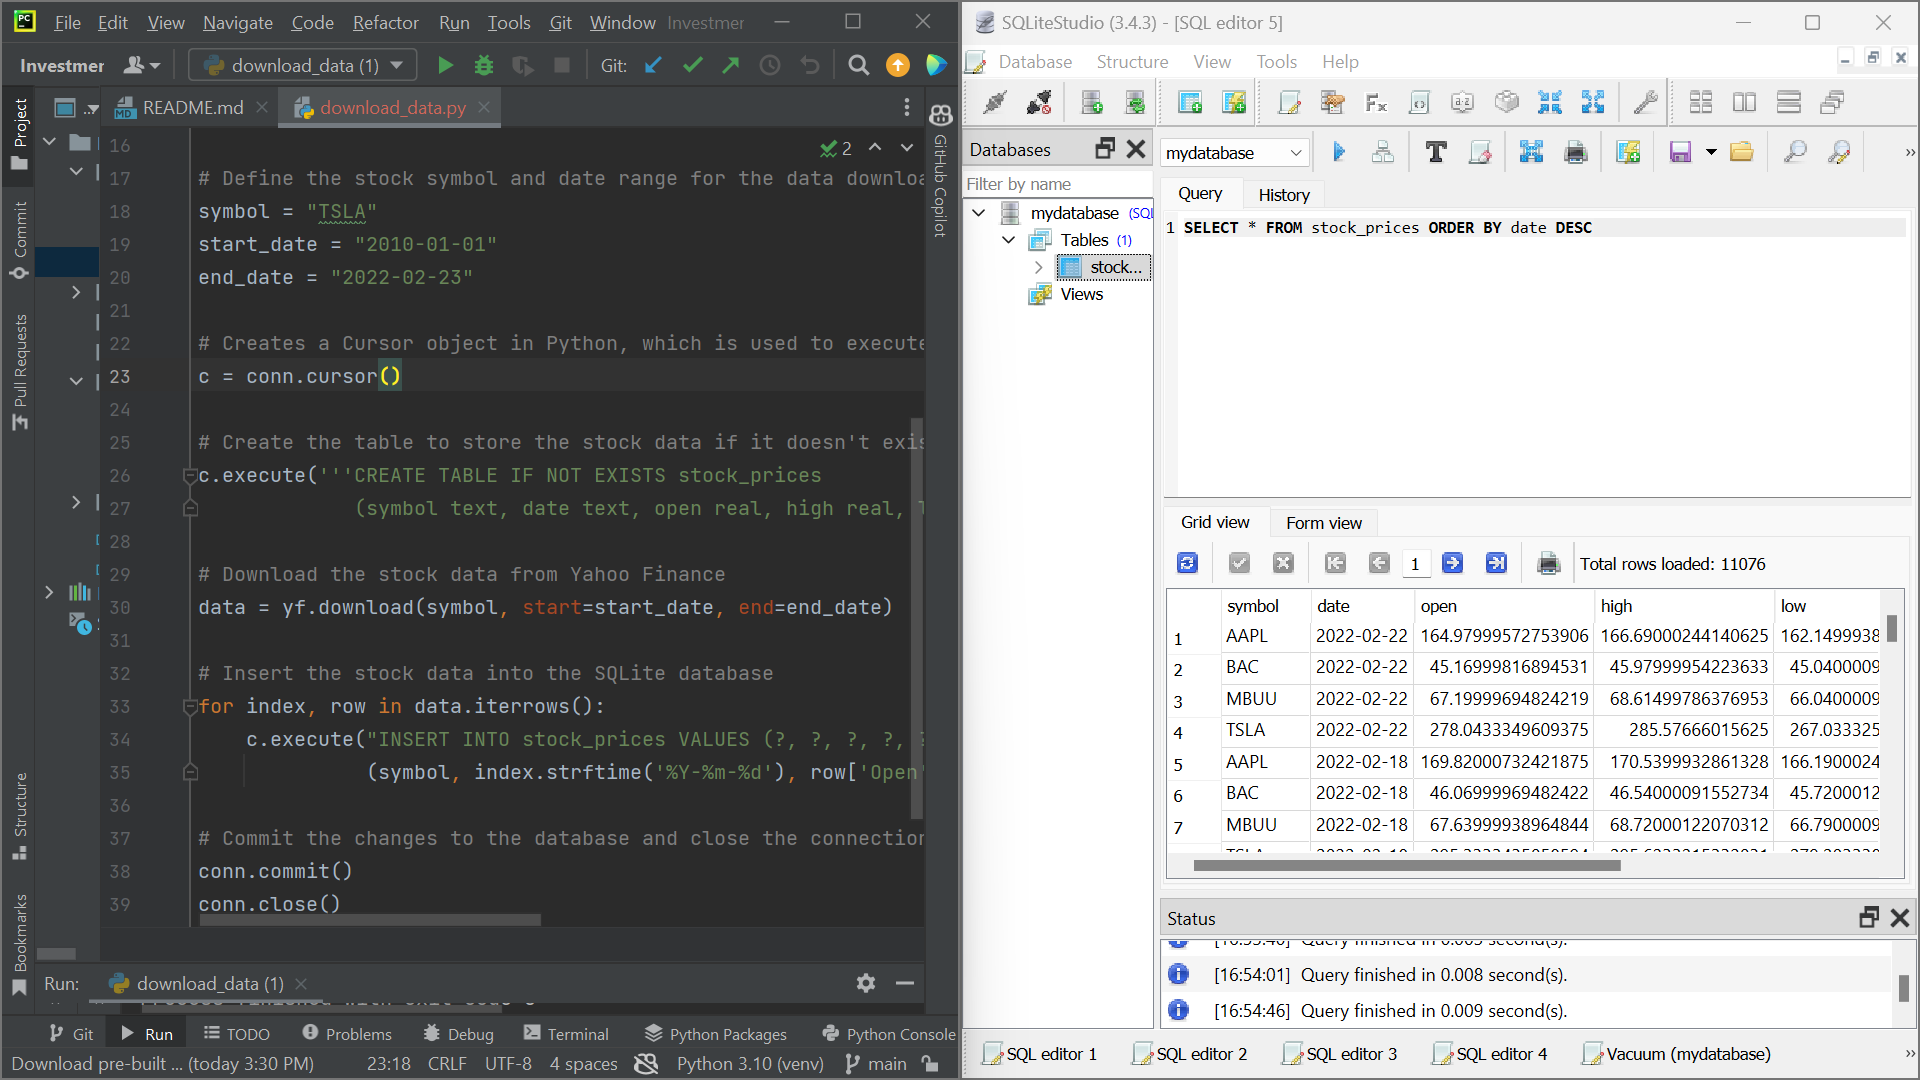 File Edit View Navigate Code Refactor Run Tools Git Window Investmer
Investmer download_data (1) Git:
README.md
download_data.py
Project
Commit
Pull Requests
Structure
Bookmarks
GitHub Copilot
2
16
17 # Define the stock symbol and date range for the data downloa
18 symbol = "TSLA"
19 start_date = "2010-01-01"
20 end_date = "2022-02-23"
21
22 # Creates a Cursor object in Python, which is used to execute
23 c = conn.cursor()
24
25 # Create the table to store the stock data if it doesn't exis
26 c.execute('''CREATE TABLE IF NOT EXISTS stock_prices
27 (symbol text, date text, open real, high real, l
28
29 # Download the stock data from Yahoo Finance
30 data = yf.download(symbol, start=start_date, end=end_date)
31
32 # Insert the stock data into the SQLite database
33 for index, row in data.iterrows():
34 c.execute("INSERT INTO stock_prices VALUES (?, ?, ?, ?, ?
35 (symbol, index.strftime('%Y-%m-%d'), row['Open'
36
37 # Commit the changes to the database and close the connection
38 conn.commit()
39 conn.close()
Run: download_data (1)
Git Run TODO Problems Debug Terminal Python Packages Python Console
Download pre-built ... (today 3:30 PM) 23:18 CRLF UTF-8 4 spaces Python 3.10 (venv) main
SQLiteStudio (3.4.3) - [SQL editor 5]
Database Structure View Tools Help
Databases
Filter by name
mydatabase (SQL
Tables (1)
stock...
Views
mydatabase
Query History
1 SELECT * FROM stock_prices ORDER BY date DESC
Grid view Form view
1 Total rows loaded: 11076
symbol date open high low
1 AAPL 2022-02-22 164.97999572753906 166.69000244140625 162.1499938
2 BAC 2022-02-22 45.16999816894531 45.97999954223633 45.0400009
3 MBUU 2022-02-22 67.19999694824219 68.61499786376953 66.0400009
4 TSLA 2022-02-22 278.0433349609375 285.57666015625 267.033325
5 AAPL 2022-02-18 169.82000732421875 170.5399932861328 166.1900024
6 BAC 2022-02-18 46.06999969482422 46.54000091552734 45.7200012
7 MBUU 2022-02-18 67.63999938964844 68.72000122070312 66.7900009
Status
Query finished in 0.005 second(s).
[16:54:01] Query finished in 0.008 second(s).
[16:54:46] Query finished in 0.009 second(s).
SQL editor 1 SQL editor 2 SQL editor 3 SQL editor 4 Vacuum (mydatabase)